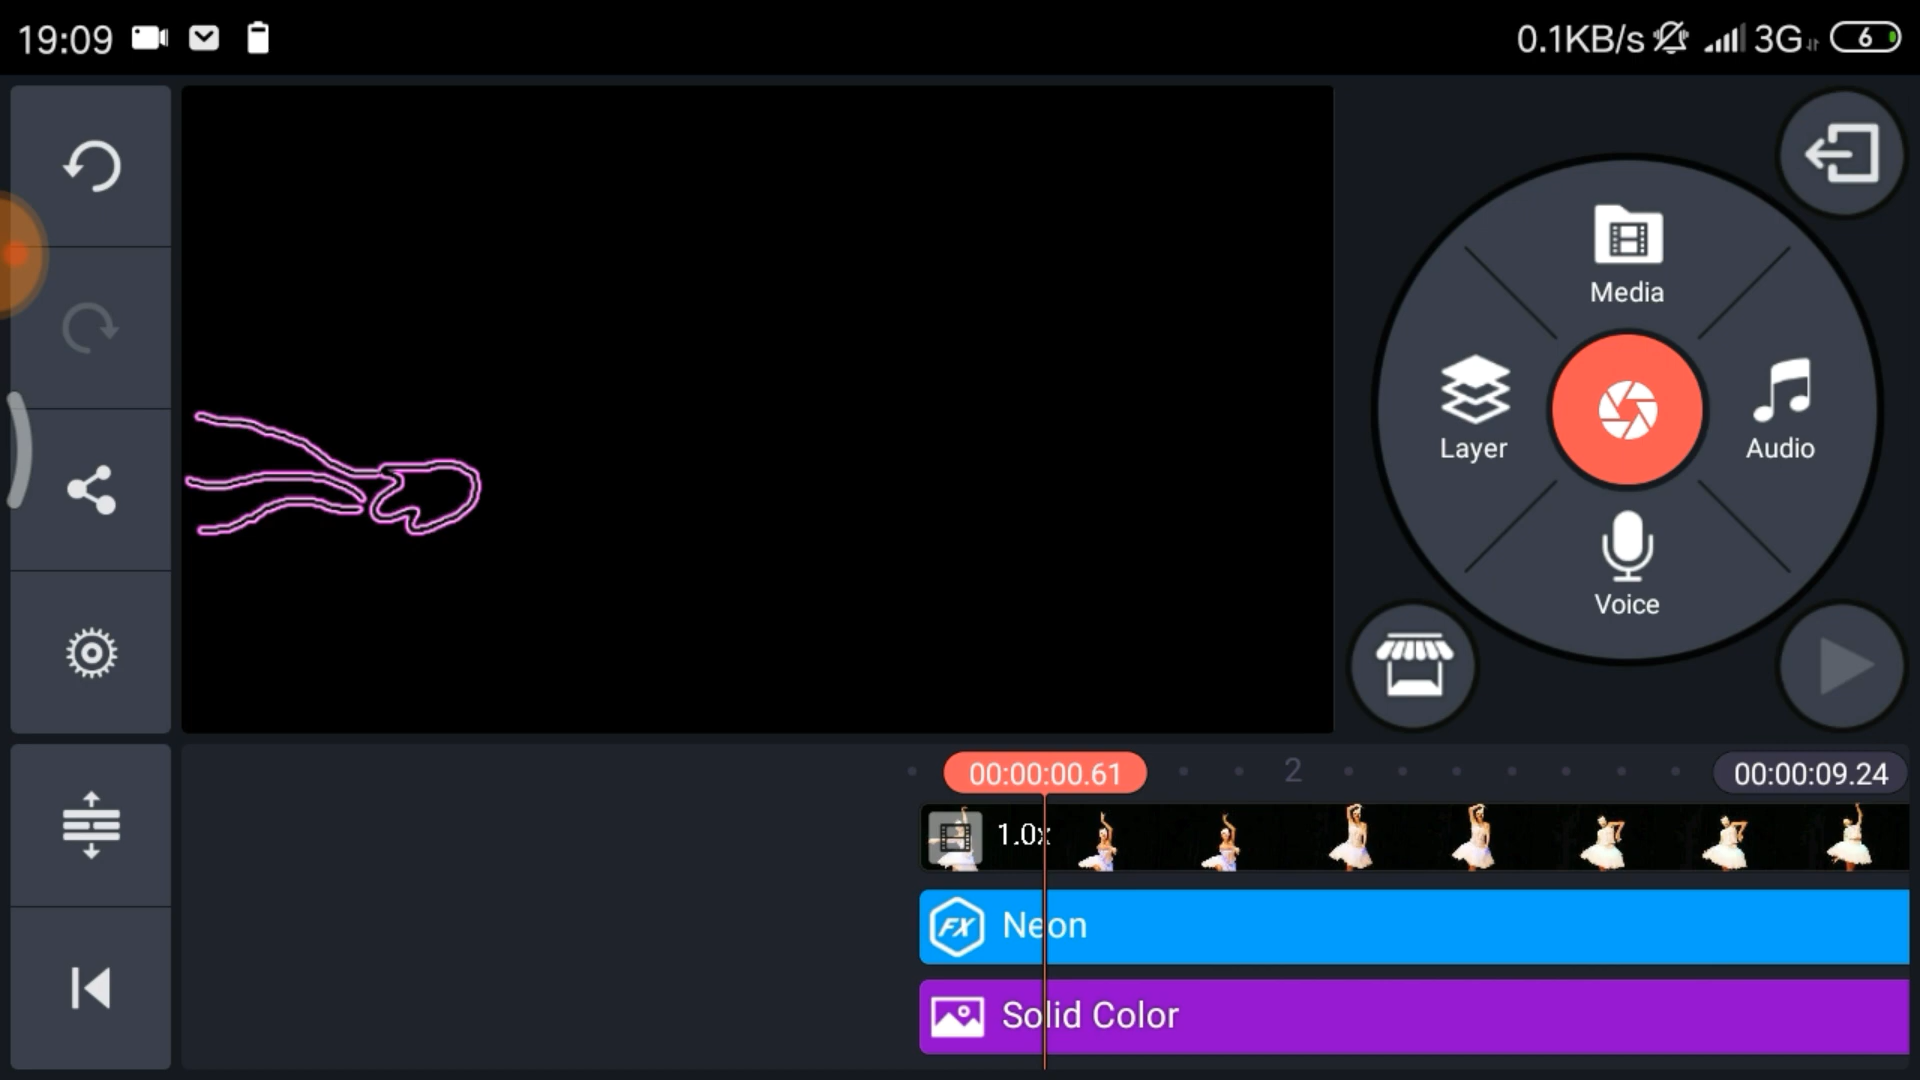 19:09
0.1KB/s 3G 6
Media
Layer
Audio
Voice
00:00:00.61
2
00:00:09.24
1.0x
FX Neon
Solid Color